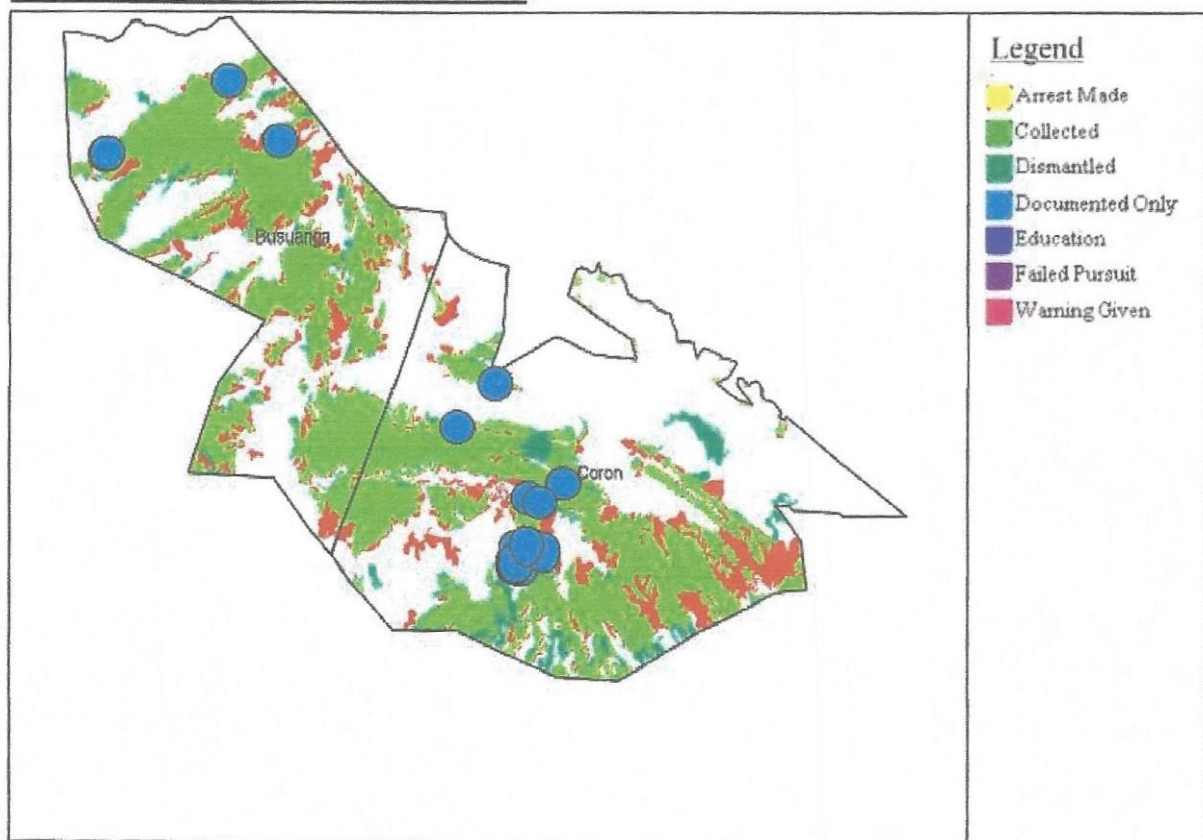 Legend
Arrest Made
Collected
Dismantled
Documented Only
Education
Failed Pursuit
Warning Given
Busuanga
Coron